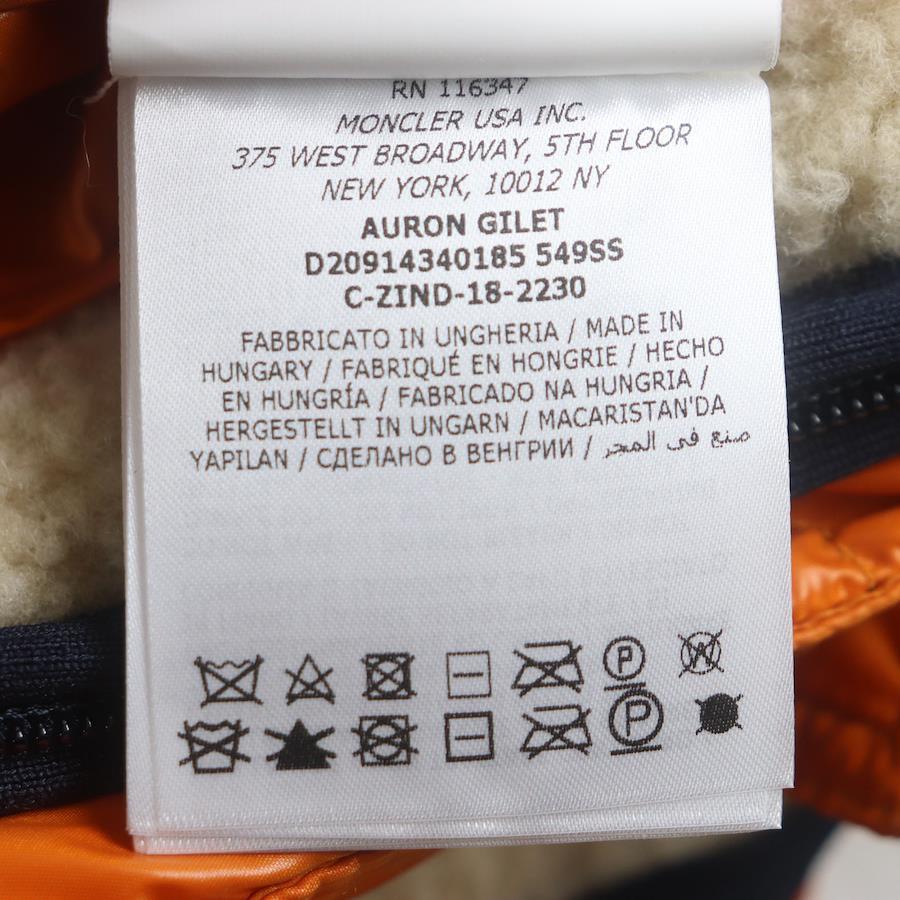 RN 116347
MONCLER USA INC.
375 WEST BROADWAY, 5TH FLOOR
NEW YORK, 10012 NY
AURON GILET
D20914340185 549SS
C-ZIND-18-2230
FABBRICATO IN UNGHERIA / MADE IN
HUNGARY / FABRIQUÉ EN HONGRIE / HECHO
EN HUNGRÍA / FABRICADO NA HUNGRIA /
HERGESTELLT IN UNGARN / MACARISTAN'DA
YAPILAN / СДЕЛАНО В ВЕНГРИИ / صنع في المجر
P W
P